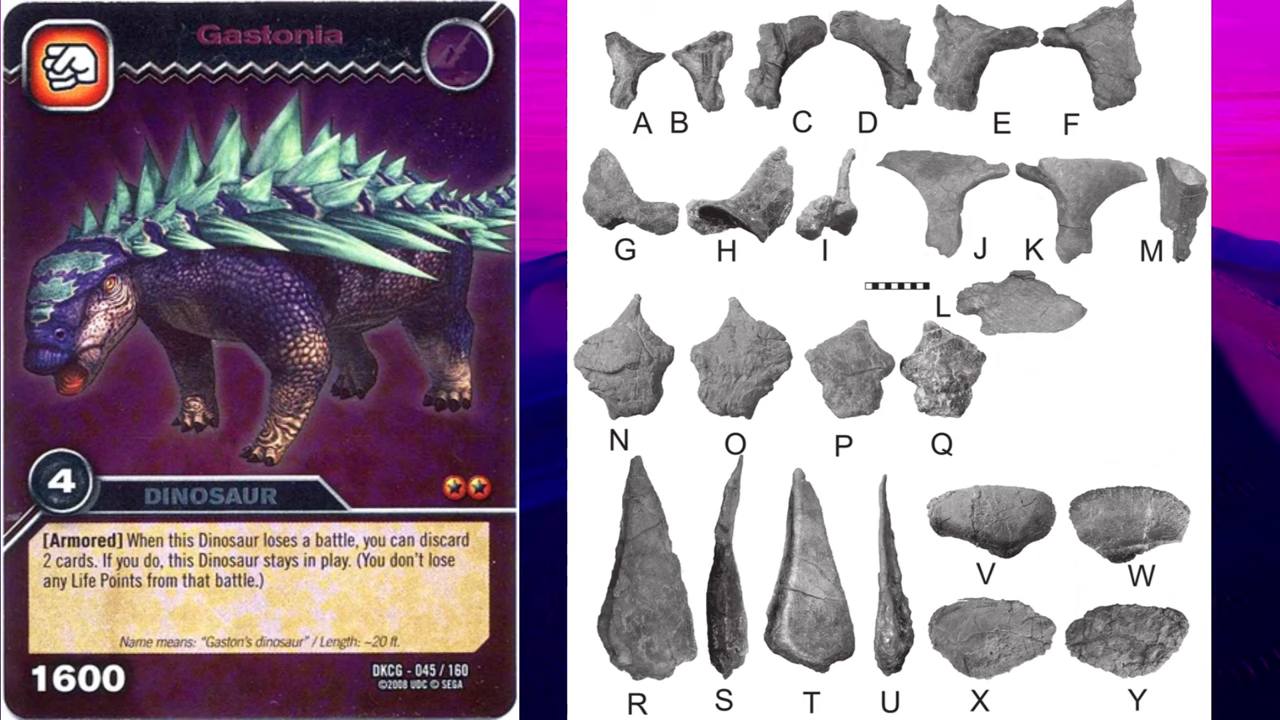 Gastonia
4
DINOSAUR
[Armored] When this Dinosaur loses a battle, you can discard
2 cards. If you do, this Dinosaur stays in play. (You don't lose
any Life Points from that battle.)
Name means: "Gaston's dinosaur" / Length: ~20 ft.
1600
DKCG - 045 / 160
©2008 UDC © SEGA
A B C D E F
G H I J K M
L
N O P Q
V W
R S T U X Y